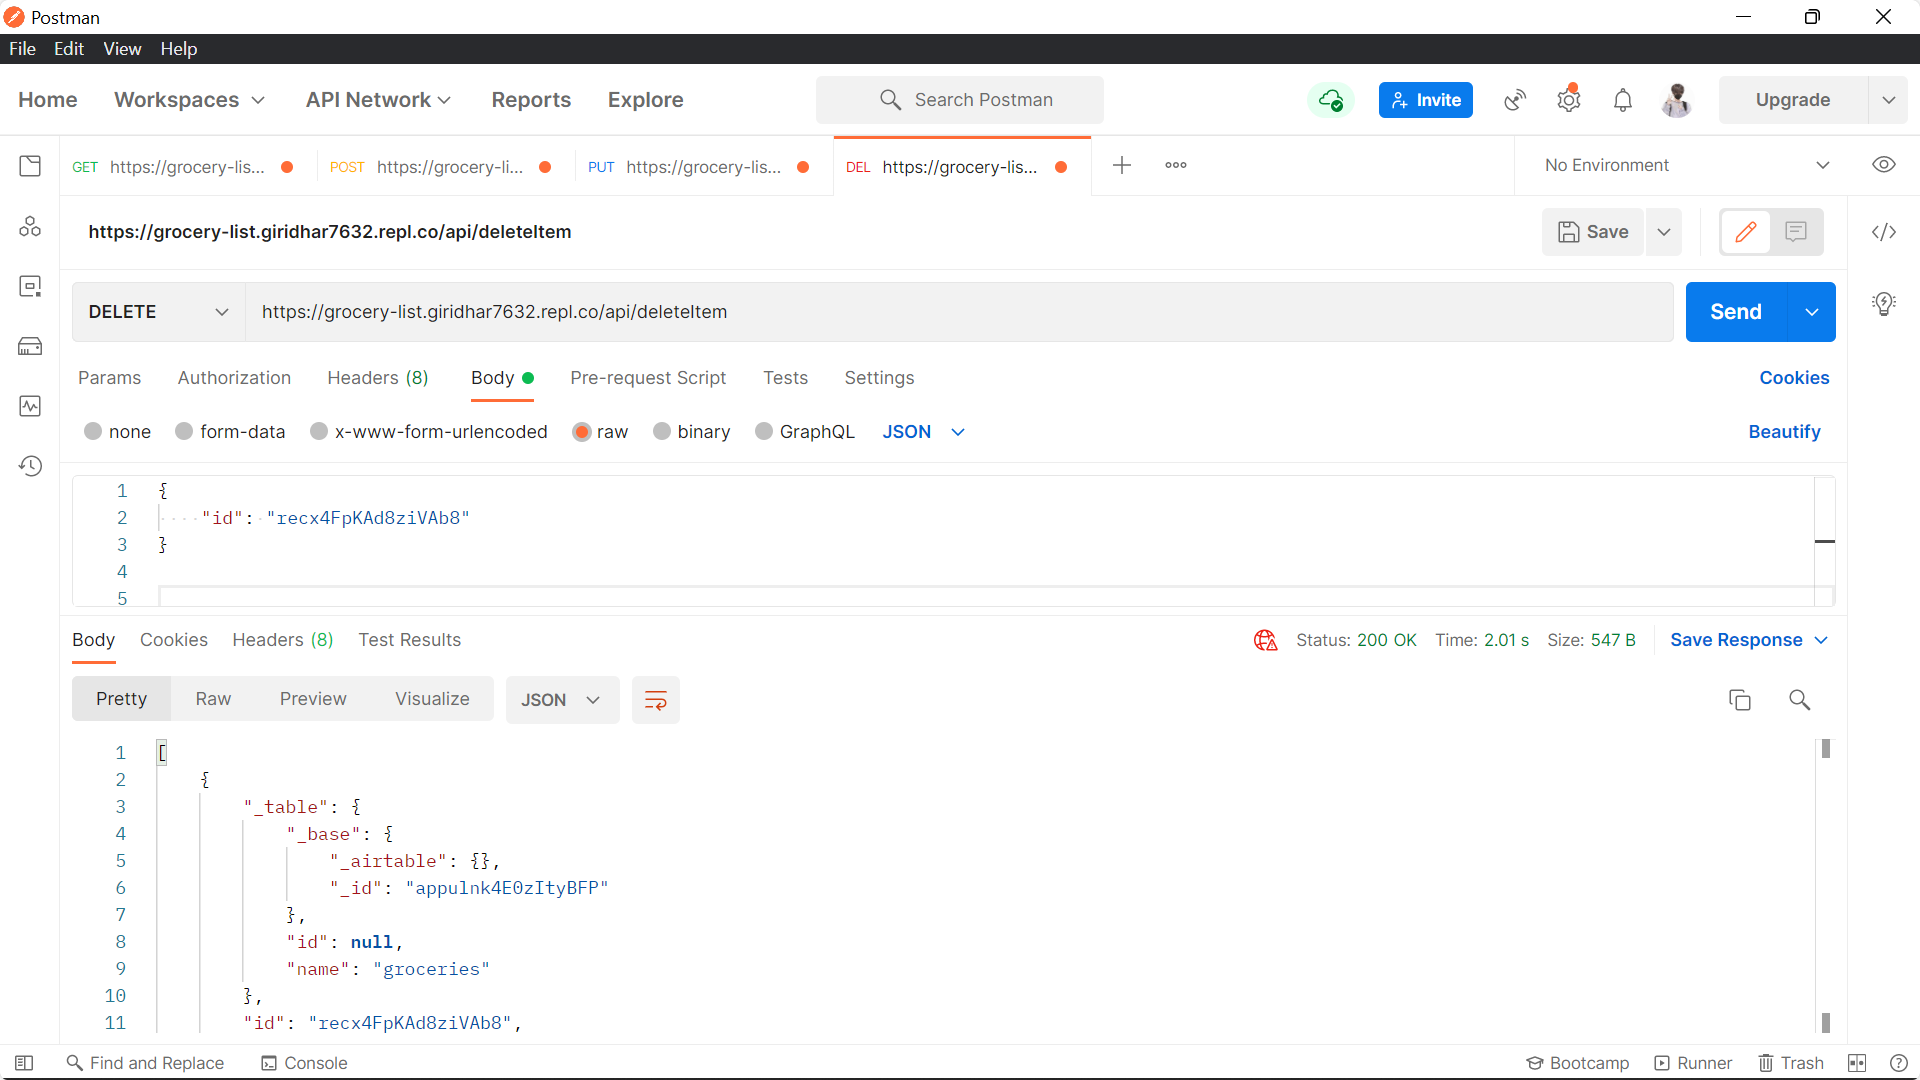 Postman
File Edit View Help
Home Workspaces API Network Reports Explore Search Postman Invite Upgrade
GET https://grocery-lis... POST https://grocery-li... PUT https://grocery-lis... DEL https://grocery-lis... No Environment
https://grocery-list.giridhar7632.repl.co/api/deleteItem Save
DELETE https://grocery-list.giridhar7632.repl.co/api/deleteItem Send
Params Authorization Headers (8) Body Pre-request Script Tests Settings Cookies
none form-data x-www-form-urlencoded raw binary GraphQL JSON Beautify
1 {
2 "id": "recx4FpKAd8ziVAb8"
3 }
4
5
Body Cookies Headers (8) Test Results Status: 200 OK Time: 2.01 s Size: 547 B Save Response
Pretty Raw Preview Visualize JSON
1 [
2 {
3 "_table": {
4 "_base": {
5 "_airtable": {},
6 "_id": "appulnk4E0zItyBFP"
7 },
8 "id": null,
9 "name": "groceries"
10 },
11 "id": "recx4FpKAd8ziVAb8",
Find and Replace Console Bootcamp Runner Trash